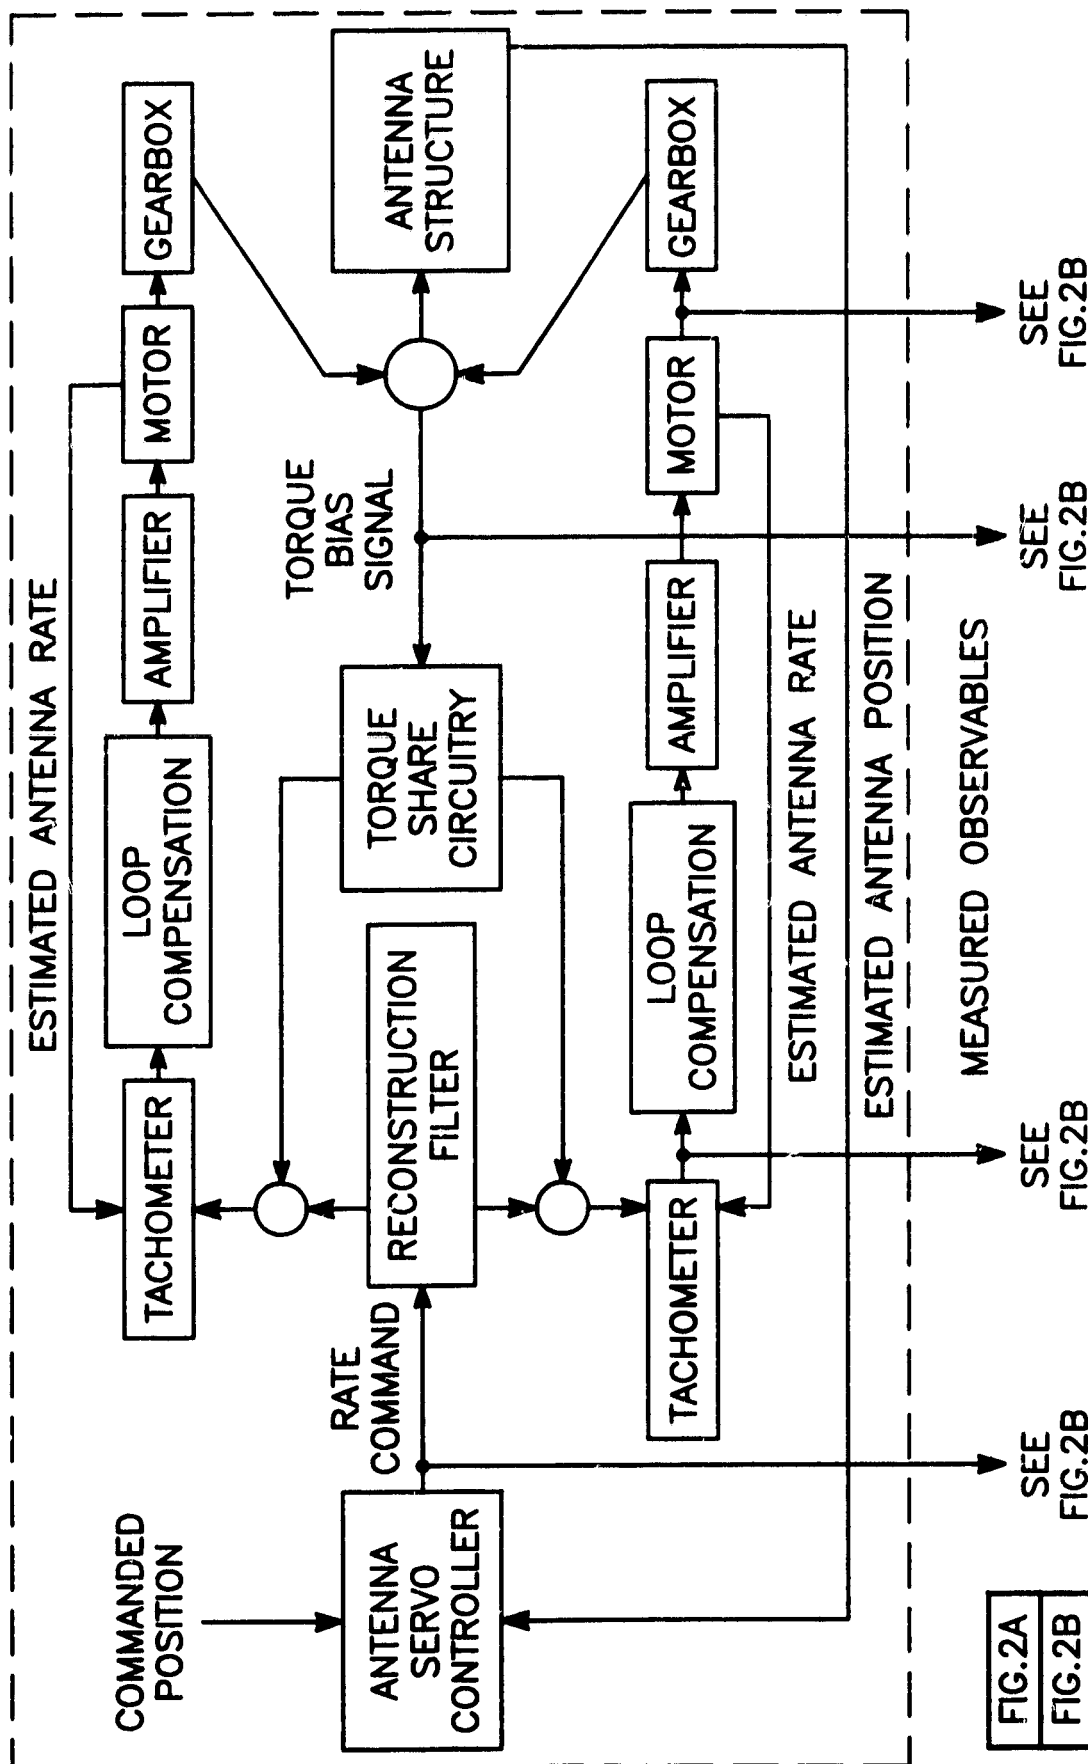 ESTIMATED ANTENNA RATE
TACHOMETER
LOOP
COMPENSATION
AMPLIFIER
MOTOR
GEARBOX
COMMANDED
POSITION
ANTENNA
SERVO
CONTROLLER
RATE
COMMAND
RECONSTRUCTION
FILTER
TORQUE
SHARE
CIRCUITRY
TORQUE
BIAS
SIGNAL
ANTENNA
STRUCTURE
TACHOMETER
LOOP
COMPENSATION
AMPLIFIER
MOTOR
GEARBOX
ESTIMATED ANTENNA RATE
ESTIMATED ANTENNA POSITION
MEASURED OBSERVABLES
SEE
FIG.2B
SEE
FIG.2B
SEE
FIG.2B
SEE
FIG.2B
FIG.2A
FIG.2B